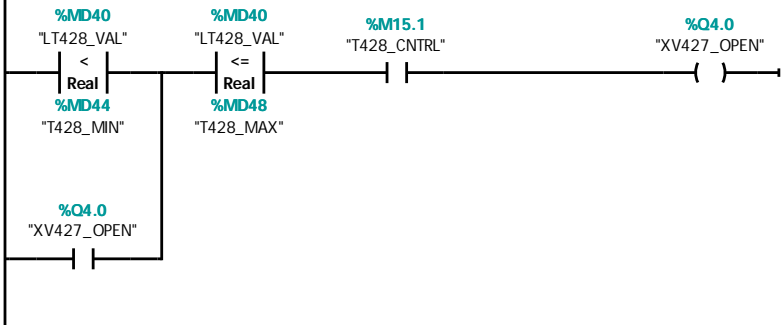 %MD40
"LT428_VAL"
<
Real
%MD44
"T428_MIN"
%MD40
"LT428_VAL"
<=
Real
%MD48
"T428_MAX"
%M15.1
"T428_CNTRL"
%Q4.0
"XV427_OPEN"
%Q4.0
"XV427_OPEN"